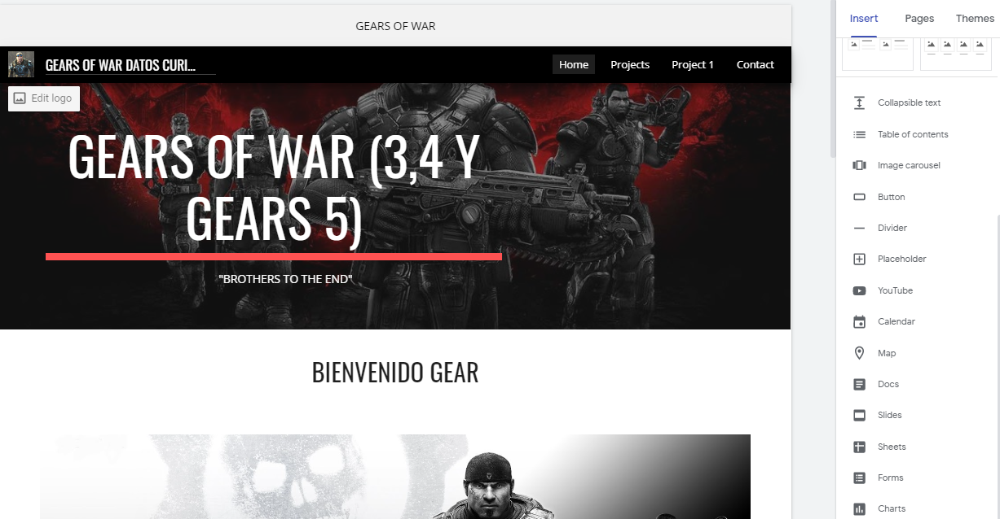 GEARS OF WAR
GEARS OF WAR DATOS CURI...
Home Projects Project 1 Contact
Edit logo
GEARS OF WAR (3,4 Y
GEARS 5)
"BROTHERS TO THE END"
BIENVENIDO GEAR
Insert Pages Themes
Collapsible text
Table of contents
Image carousel
Button
Divider
Placeholder
YouTube
Calendar
Map
Docs
Slides
Sheets
Forms
Charts